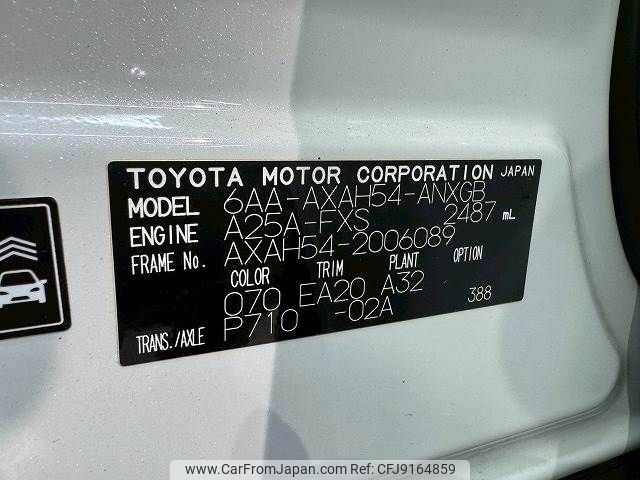 TOYOTA MOTOR CORPORATION JAPAN
MODEL 6AA-AXAH54-ANXGB
ENGINE A25A-FXS 2487 mL
FRAME No. AXAH54-2006089
COLOR TRIM PLANT OPTION
070 EA20 A32 388
TRANS./AXLE P710 -02A
www.CarFromJapan.com | ID:CFJ9164859